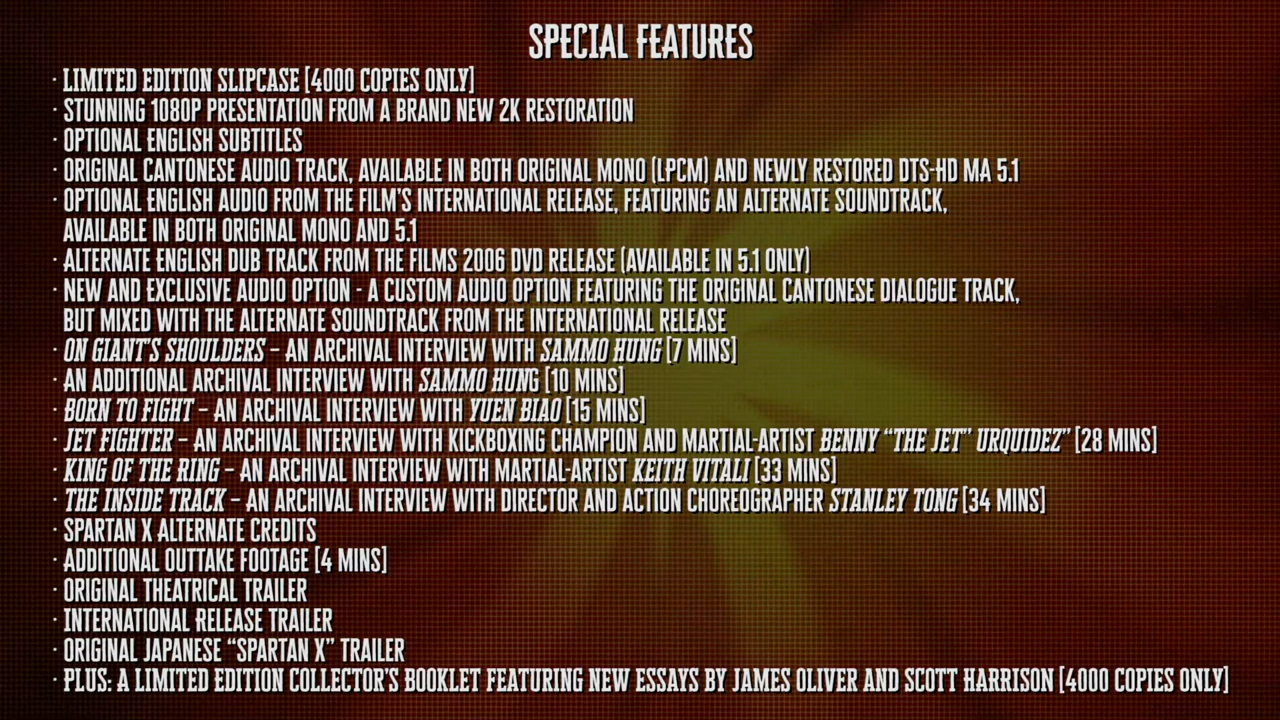 SPECIAL FEATURES
· LIMITED EDITION SLIPCASE [4000 COPIES ONLY]
· STUNNING 1080P PRESENTATION FROM A BRAND NEW 2K RESTORATION
· OPTIONAL ENGLISH SUBTITLES
· ORIGINAL CANTONESE AUDIO TRACK, AVAILABLE IN BOTH ORIGINAL MONO (LPCM) AND NEWLY RESTORED DTS-HD MA 5.1
· OPTIONAL ENGLISH AUDIO FROM THE FILM'S INTERNATIONAL RELEASE, FEATURING AN ALTERNATE SOUNDTRACK,
AVAILABLE IN BOTH ORIGINAL MONO AND 5.1
· ALTERNATE ENGLISH DUB TRACK FROM THE FILMS 2006 DVD RELEASE (AVAILABLE IN 5.1 ONLY)
· NEW AND EXCLUSIVE AUDIO OPTION - A CUSTOM AUDIO OPTION FEATURING THE ORIGINAL CANTONESE DIALOGUE TRACK,
BUT MIXED WITH THE ALTERNATE SOUNDTRACK FROM THE INTERNATIONAL RELEASE
· ON GIANT'S SHOULDERS – AN ARCHIVAL INTERVIEW WITH SAMMO HUNG [7 MINS]
· AN ADDITIONAL ARCHIVAL INTERVIEW WITH SAMMO HUNG [10 MINS]
· BORN TO FIGHT – AN ARCHIVAL INTERVIEW WITH YUEN BIAO [15 MINS]
· JET FIGHTER – AN ARCHIVAL INTERVIEW WITH KICKBOXING CHAMPION AND MARTIAL-ARTIST BENNY “THE JET” URQUIDEZ” [28 MINS]
· KING OF THE RING – AN ARCHIVAL INTERVIEW WITH MARTIAL-ARTIST KEITH VITALI [33 MINS]
· THE INSIDE TRACK – AN ARCHIVAL INTERVIEW WITH DIRECTOR AND ACTION CHOREOGRAPHER STANLEY TONG [34 MINS]
· SPARTAN X ALTERNATE CREDITS
· ADDITIONAL OUTTAKE FOOTAGE [4 MINS]
· ORIGINAL THEATRICAL TRAILER
· INTERNATIONAL RELEASE TRAILER
· ORIGINAL JAPANESE “SPARTAN X” TRAILER
· PLUS: A LIMITED EDITION COLLECTOR'S BOOKLET FEATURING NEW ESSAYS BY JAMES OLIVER AND SCOTT HARRISON [4000 COPIES ONLY]